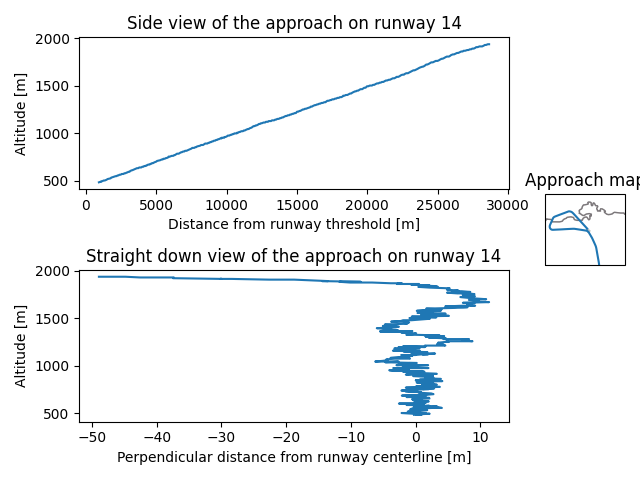 Side view of the approach on runway 14
2000
1500
1000
500
Altitude [m]
0 5000 10000 15000 20000 25000 30000
Distance from runway threshold [m]
Approach map
Straight down view of the approach on runway 14
2000
1500
1000
500
Altitude [m]
−50 −40 −30 −20 −10 0 10
Perpendicular distance from runway centerline [m]